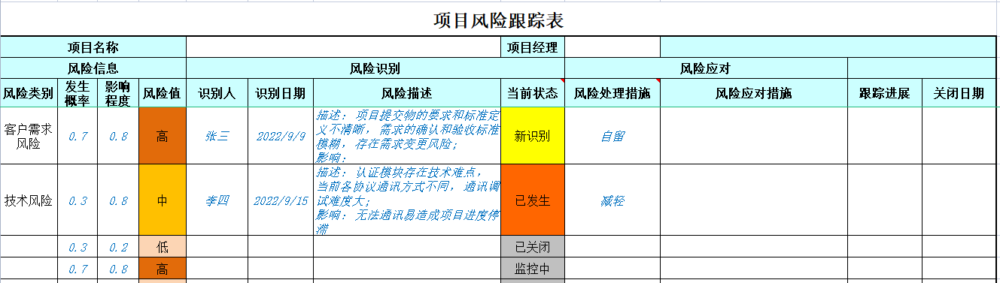 项目风险跟踪表
项目名称 项目经理
风险信息 风险识别 风险应对
风险类别 发生概率 影响程度 风险值 识别人 识别日期 风险描述 当前状态 风险处理措施 风险应对措施 跟踪进展 关闭日期
客户需求风险 0.7 0.8 高 张三 2022/9/9
描述：项目提交物的要求和标准定
义不清晰，需求的确认和验收标准
模糊，存在需求变更风险；
影响：
新识别 自留
技术风险 0.3 0.8 中 李四 2022/9/15
描述：认证模块存在技术难点，
当前各协议通讯方式不同，通讯调
试难度大；
影响：无法通讯易造成项目进度停
滞
已发生 减轻
0.3 0.2 低 已关闭
0.7 0.8 高 监控中